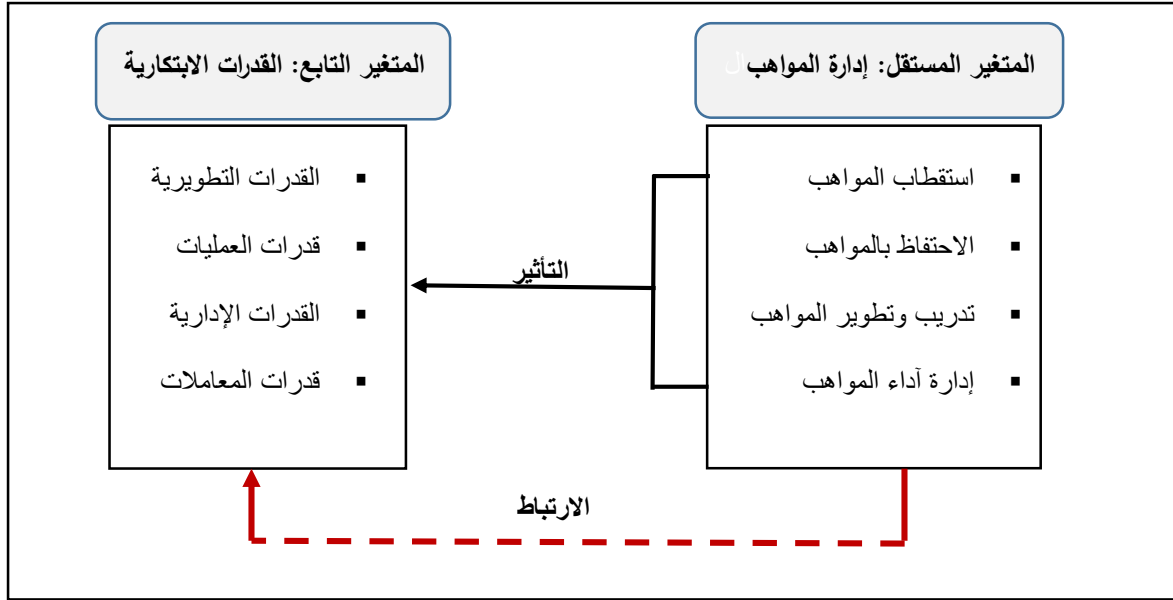 المتغير المستقل: إدارة المواهب
استقطاب المواهب
الاحتفاظ بالمواهب
تدريب وتطوير المواهب
إدارة آداء المواهب
التأثير
المتغير التابع: القدرات الابتكارية
القدرات التطويرية
قدرات العمليات
القدرات الإدارية
قدرات المعاملات
الارتباط